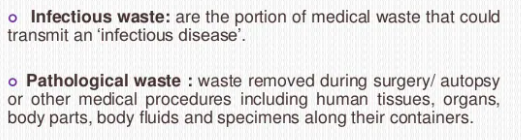 o Infectious waste: are the portion of medical waste that could
transmit an ‘infectious disease’.
o Pathological waste : waste removed during surgery/ autopsy
or other medical procedures including human tissues, organs,
body parts, body fluids and specimens along their containers.